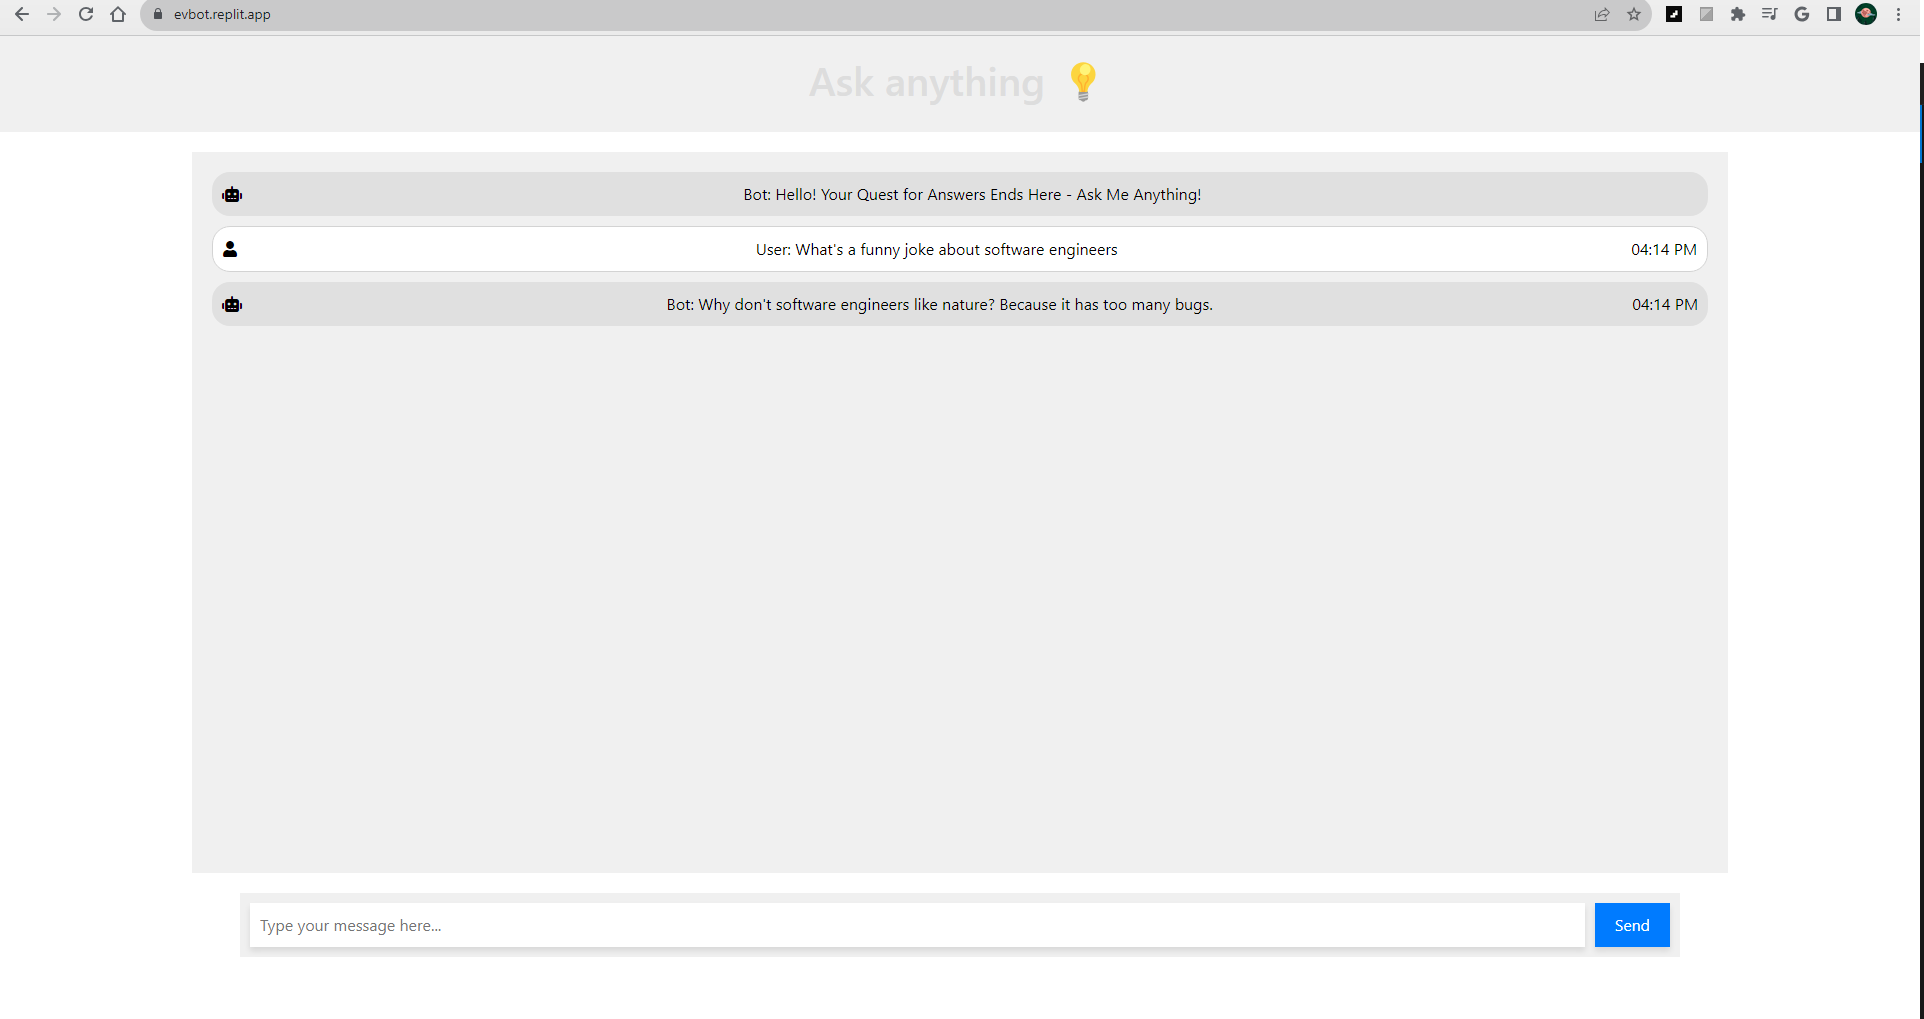 evbot.replit.app
Ask anything 💡
Bot: Hello! Your Quest for Answers Ends Here - Ask Me Anything!
User: What's a funny joke about software engineers 04:14 PM
Bot: Why don't software engineers like nature? Because it has too many bugs. 04:14 PM
Type your message here...
Send